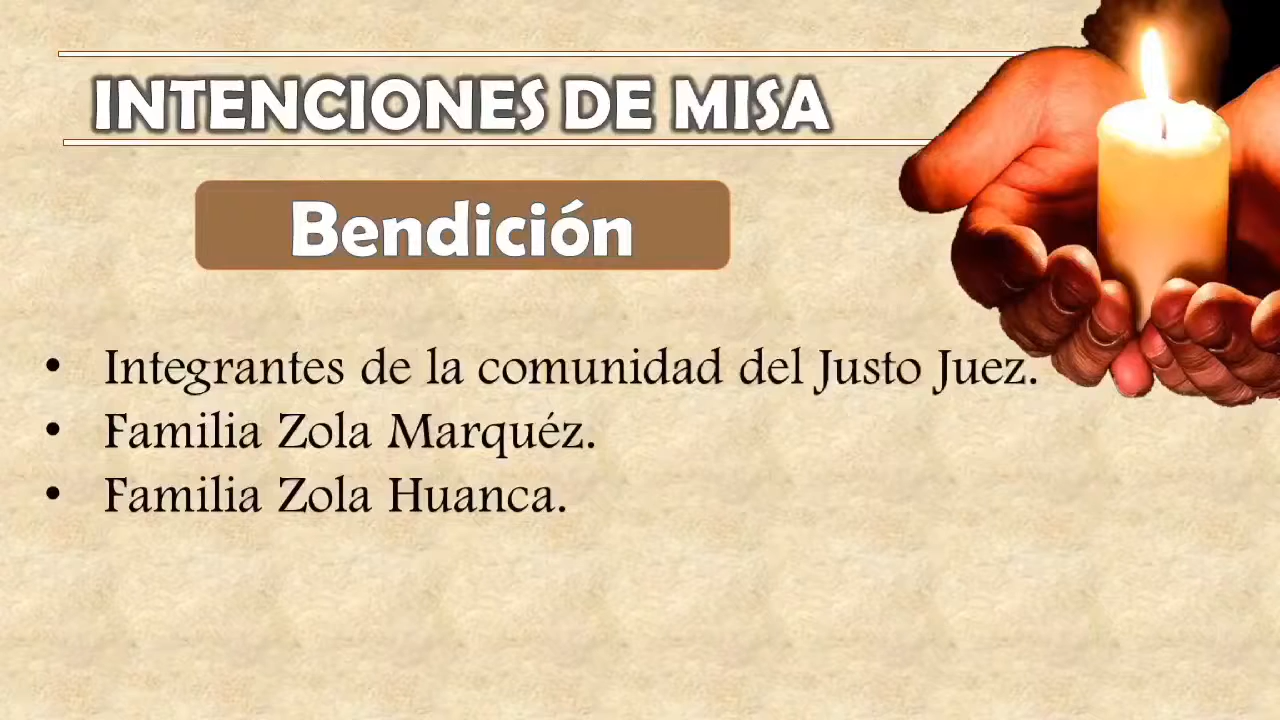 INTENCIONES DE MISA
Bendición
• Integrantes de la comunidad del Justo Juez.
• Familia Zola Marquéz.
• Familia Zola Huanca.